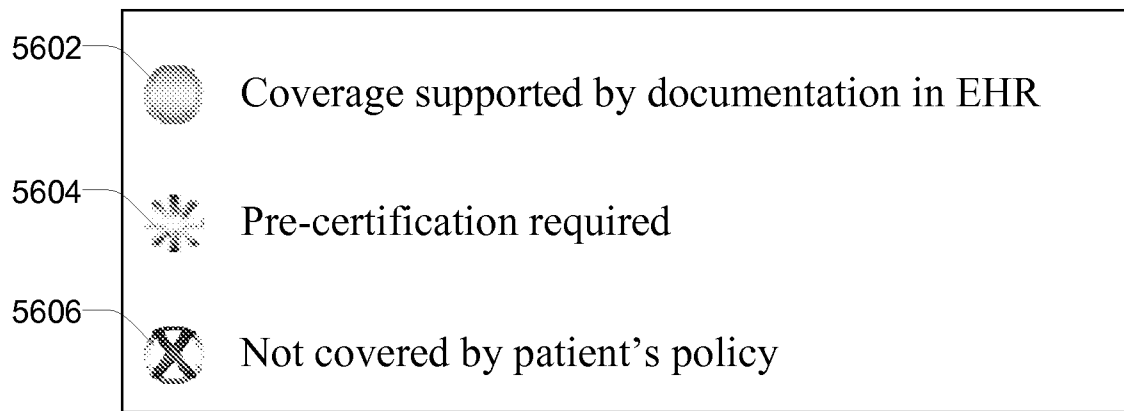 5602
Coverage supported by documentation in EHR
5604
Pre-certification required
5606
Not covered by patient’s policy